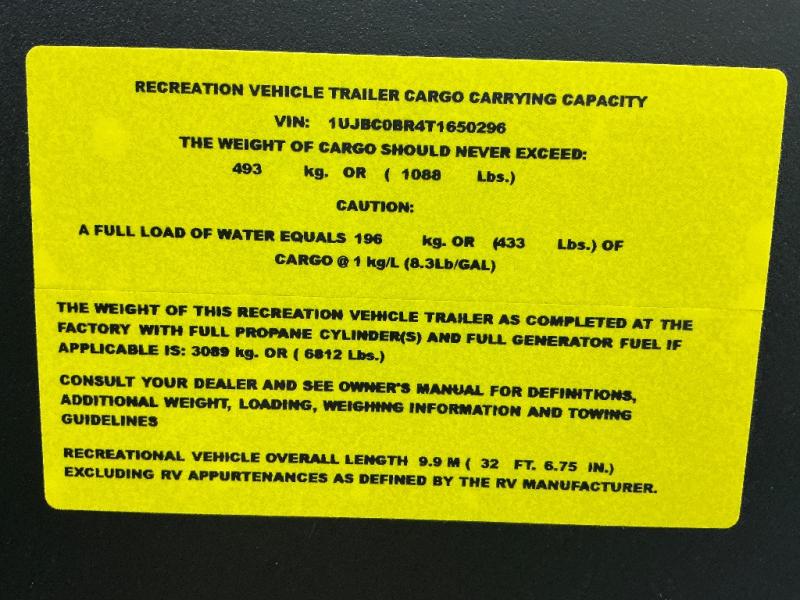 RECREATION VEHICLE TRAILER CARGO CARRYING CAPACITY
VIN: 1UJBC0BR4T1650296
THE WEIGHT OF CARGO SHOULD NEVER EXCEED:
493 kg. OR ( 1088 Lbs.)
CAUTION:
A FULL LOAD OF WATER EQUALS 196 kg. OR (433 Lbs.) OF
CARGO @ 1 kg/L (8.3Lb/GAL)
THE WEIGHT OF THIS RECREATION VEHICLE TRAILER AS COMPLETED AT THE
FACTORY WITH FULL PROPANE CYLINDER(S) AND FULL GENERATOR FUEL IF
APPLICABLE IS: 3089 kg. OR ( 6812 Lbs.)
CONSULT YOUR DEALER AND SEE OWNER'S MANUAL FOR DEFINITIONS,
ADDITIONAL WEIGHT, LOADING, WEIGHING INFORMATION AND TOWING
GUIDELINES
RECREATIONAL VEHICLE OVERALL LENGTH 9.9 M ( 32 FT. 6.75 IN.)
EXCLUDING RV APPURTENANCES AS DEFINED BY THE RV MANUFACTURER.